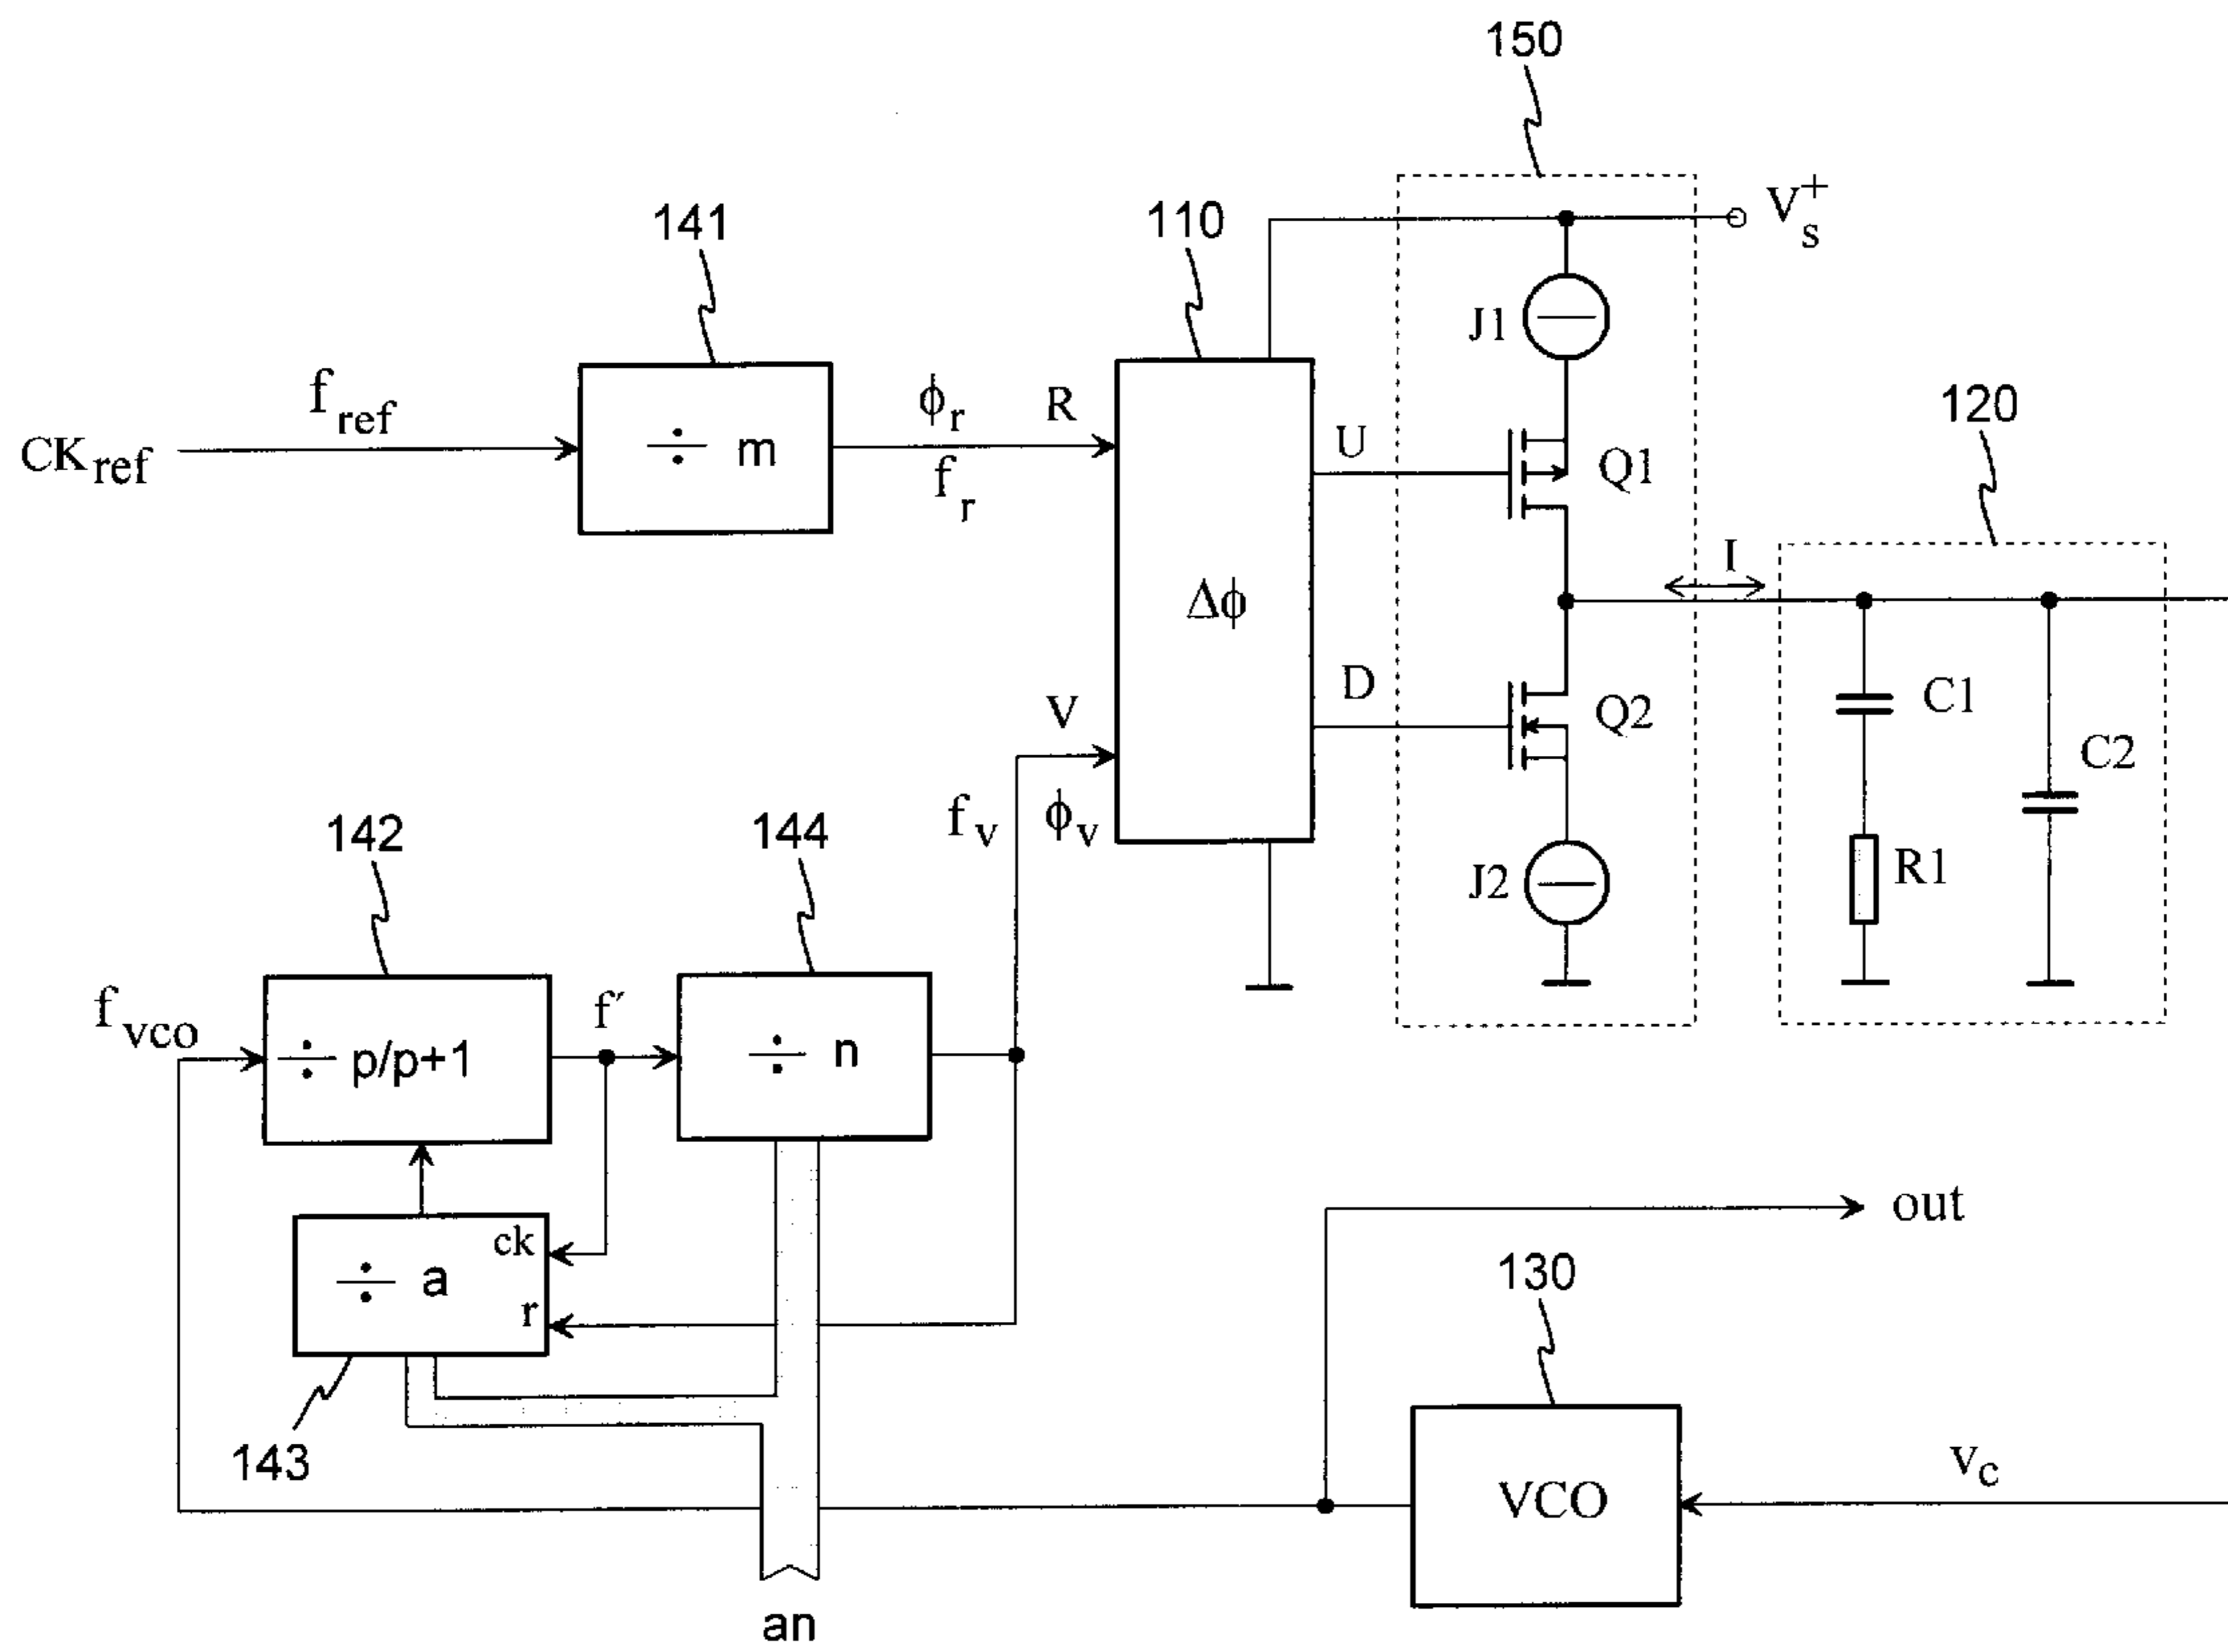 150
V_s^+
141
110
J1
f_ref
ϕ_r
R
CK_ref
÷ m
f_r
U
Q1
120
I
Δϕ
V
D
Q2
C1
C2
f_v
ϕ_v
142
144
J2
R1
f_vco
÷ p/p+1
f′
÷ n
ck
÷ a
r
out
130
143
VCO
v_c
an